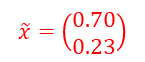 x̃ = (0.70
0.23)